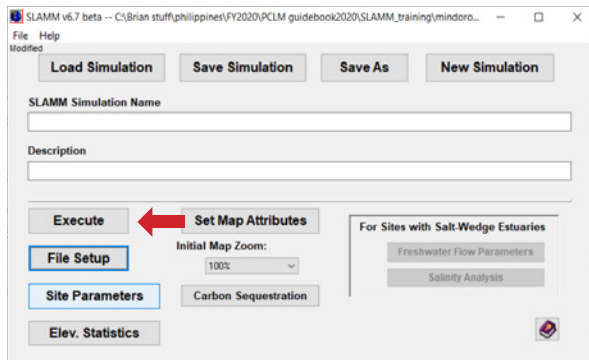 SLAMM v6.7 beta -- C:\Brian stuff\philippines\FY2020\PCLM guidebook2020\SLAMM_training\mindoro...
File Help
Modified
Load Simulation Save Simulation Save As New Simulation
SLAMM Simulation Name
Description
Execute Set Map Attributes For Sites with Salt-Wedge Estuaries
File Setup Initial Map Zoom: Freshwater Flow Parameters
100% Salinity Analysis
Site Parameters Carbon Sequestration
Elev. Statistics